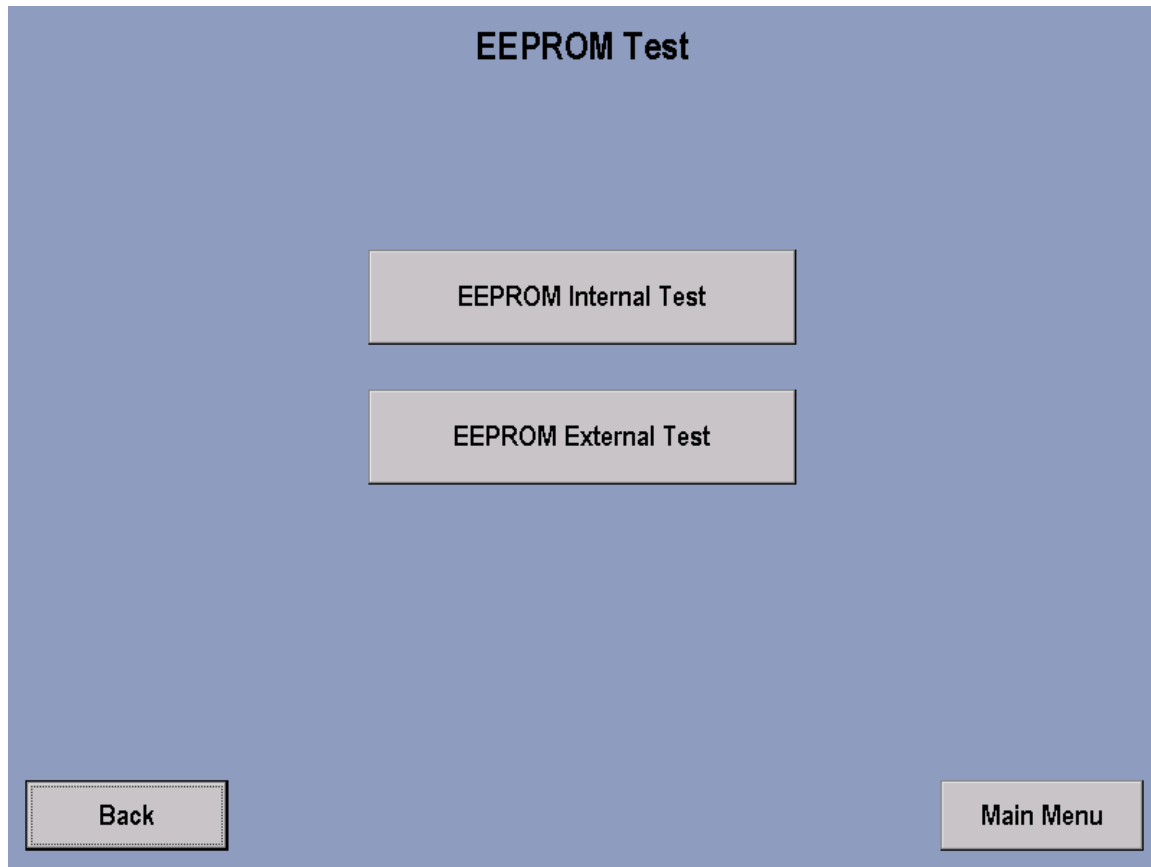 EEPROM Test
EEPROM Internal Test
EEPROM External Test
Back
Main Menu